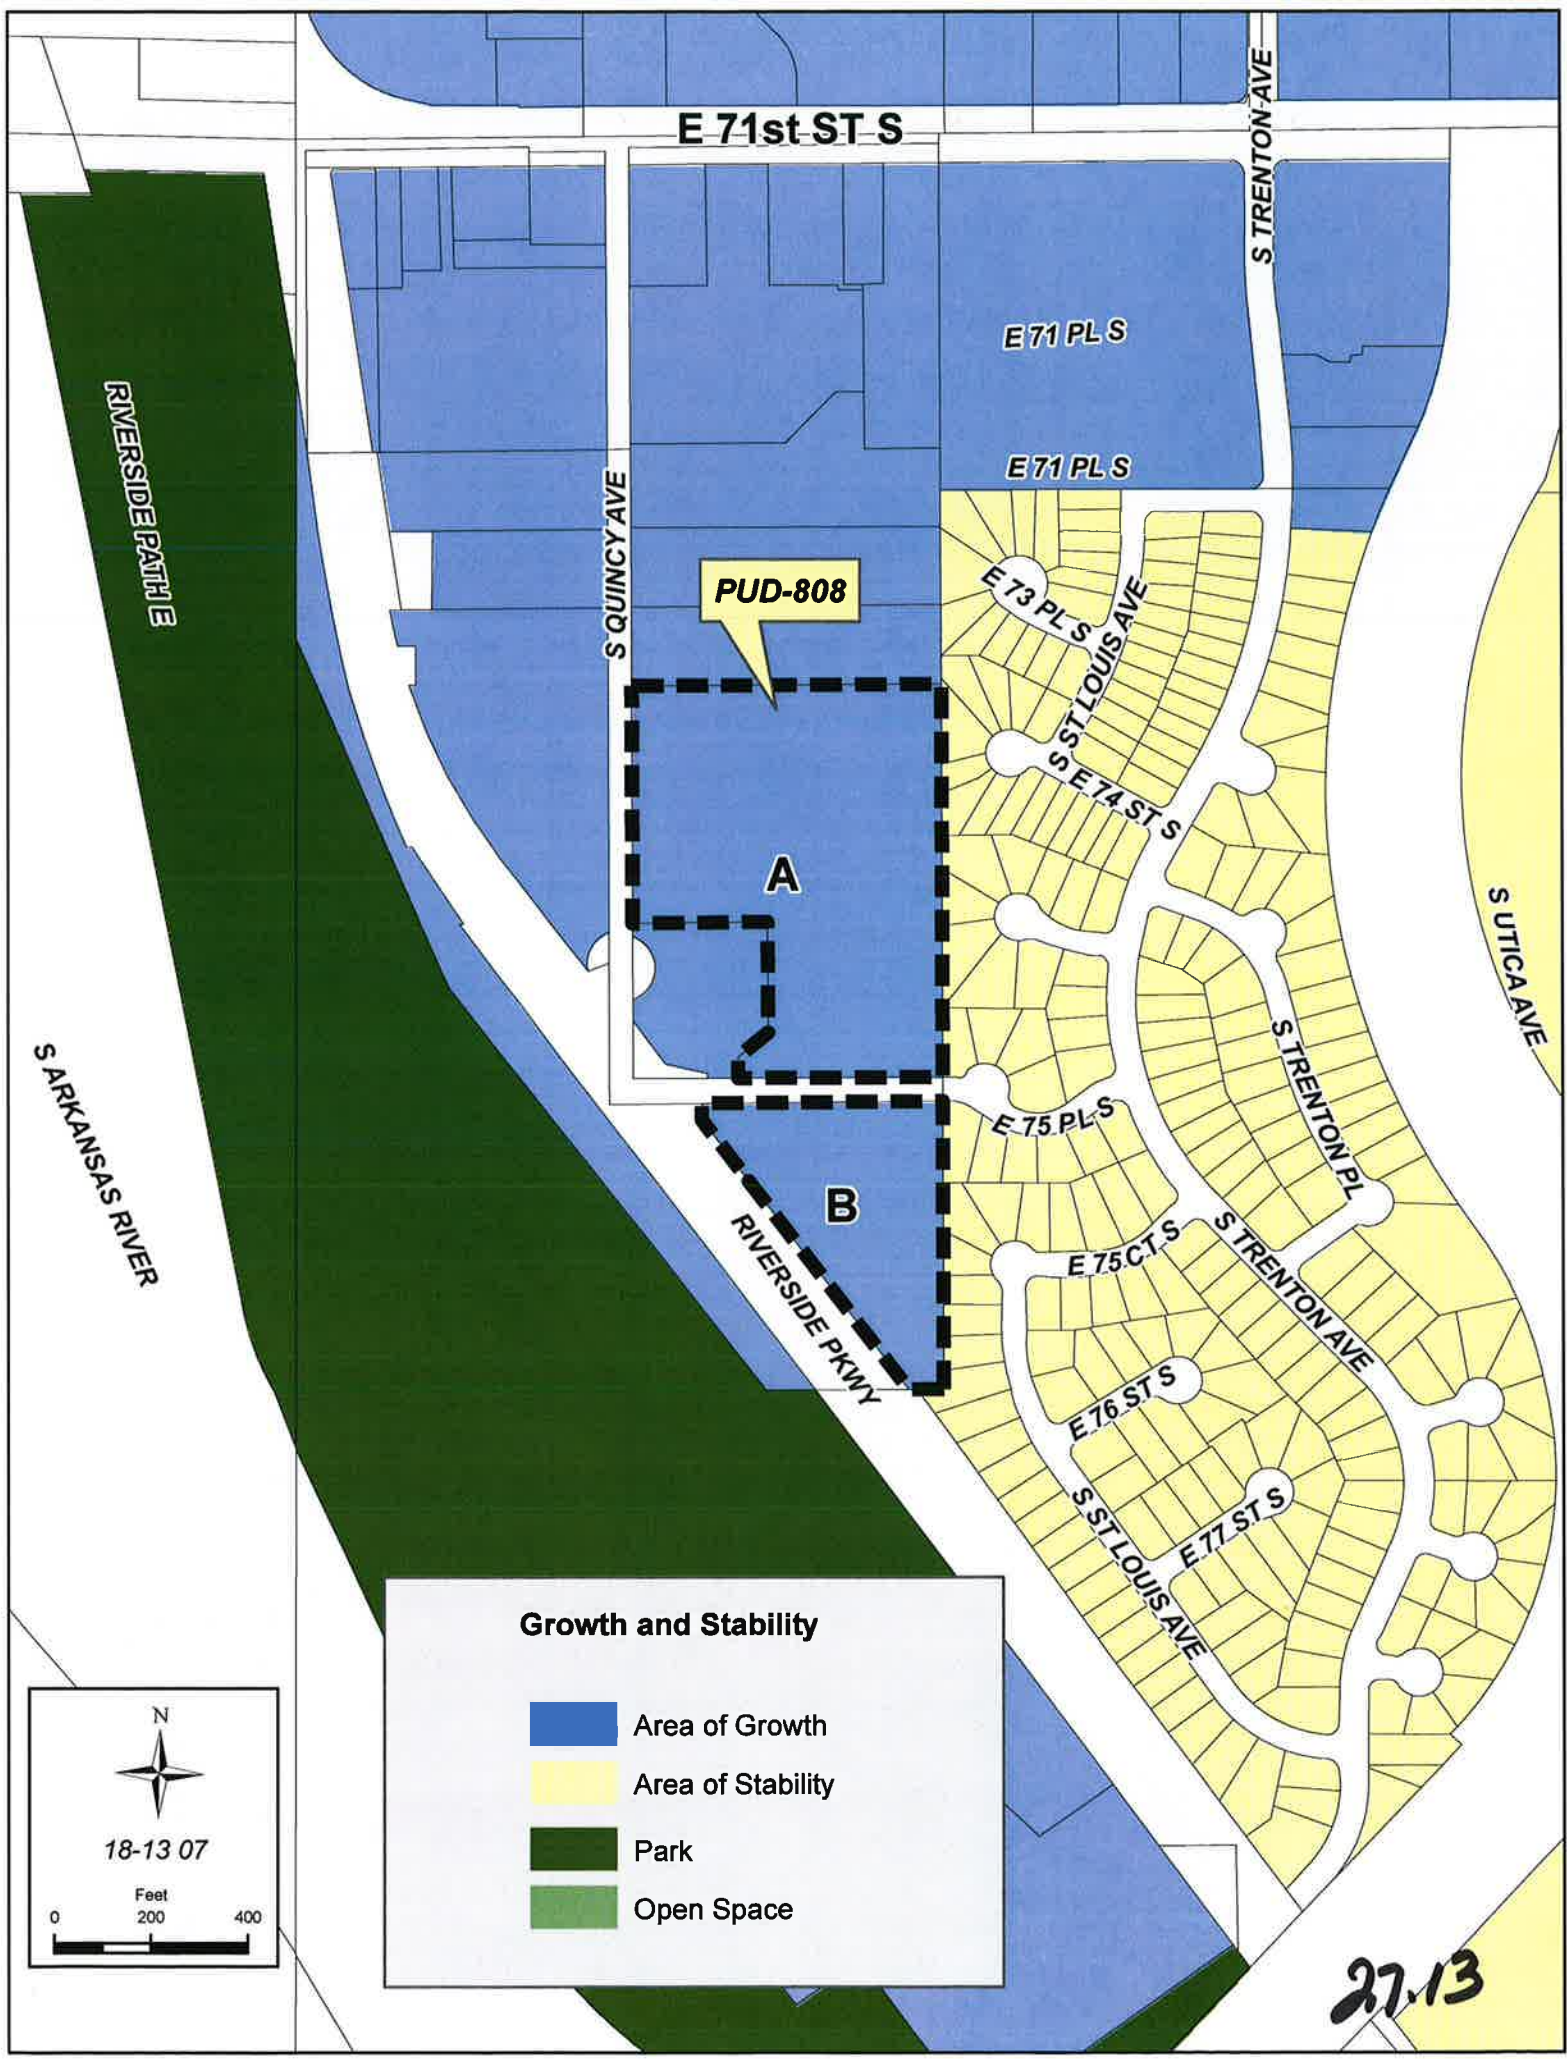 E 71st ST S
S TRENTON AVE
E 71 PL S
E 71 PL S
RIVERSIDE PATH E
S QUINCY AVE
PUD-808
E 73 PL S
S ST LOUIS AVE
E 74 ST S
A
S UTICA AVE
S TRENTON PL
S ARKANSAS RIVER
E 75 PL S
B
RIVERSIDE PKWY
E 75 CT S
S TRENTON AVE
E 76 ST S
E 77 ST S
S ST LOUIS AVE
Growth and Stability
Area of Growth
Area of Stability
Park
Open Space
N
18-13 07
Feet
0 200 400
27.13